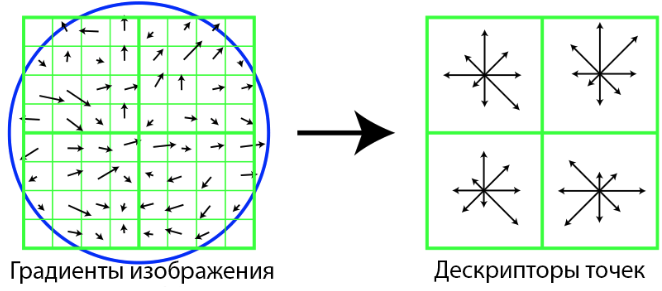 Градиенты изображения
Дескрипторы точек